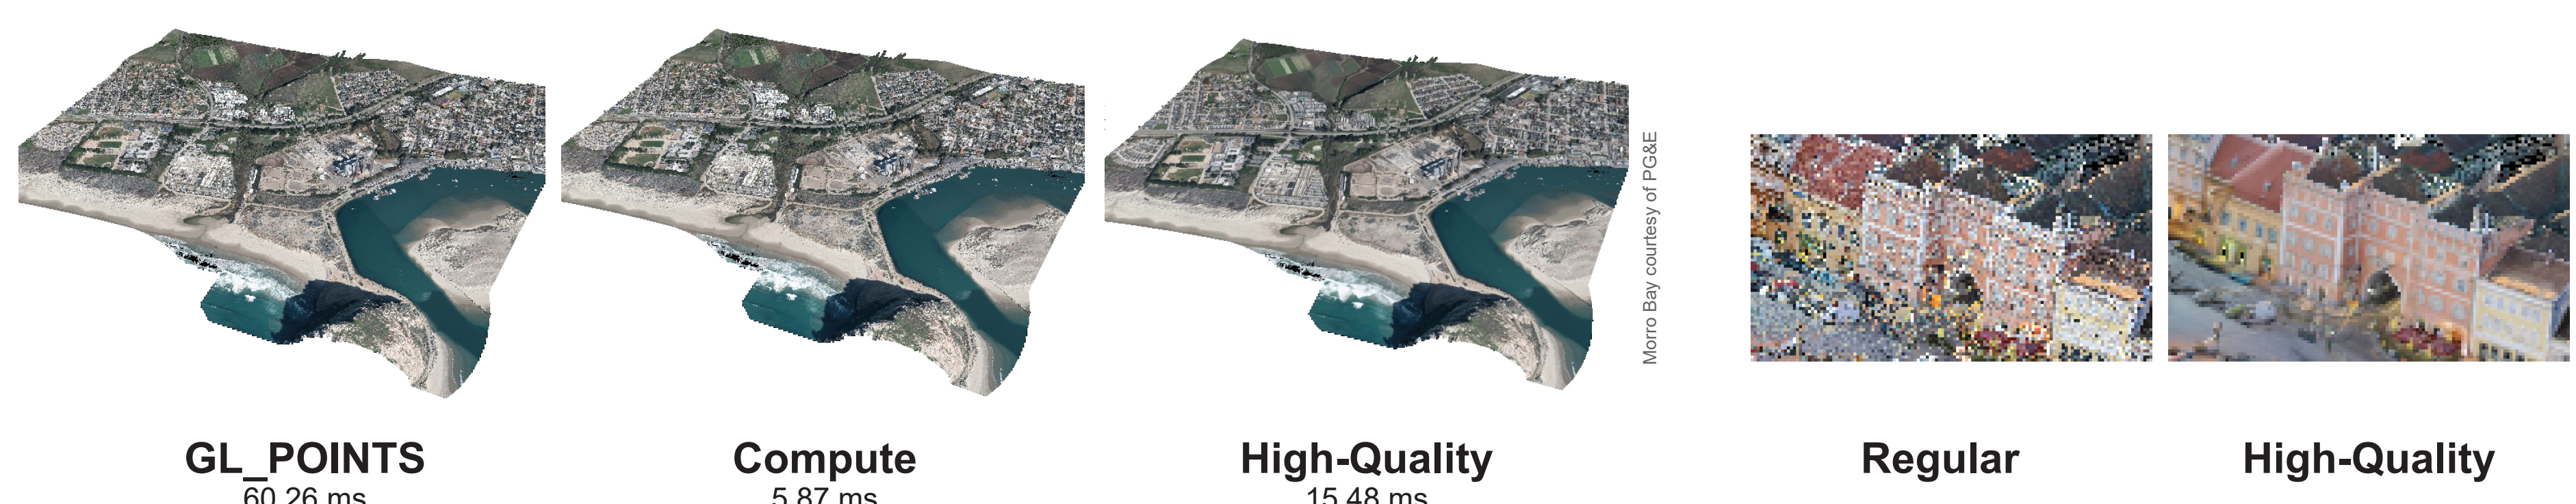 Morro Bay courtesy of PG&E
GL_POINTS
60.26 ms
Compute
5.87 ms
High-Quality
15.48 ms
Regular
High-Quality